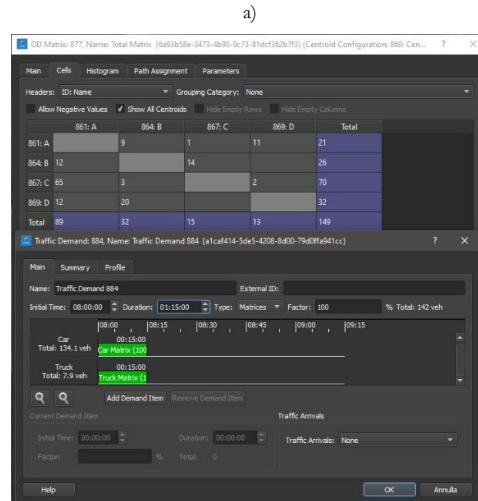 a)
OD Matrix: 877, Name: Total Matrix {6a93b58e-3473-4b90-9c73-81dcf362b7f3} (Centroid Configuration: 860: Cen... ? ×
Main Cells Histogram Path Assignment Parameters
Headers: ID: Name Grouping Category: None
Allow Negative Values Show All Centroids Hide Empty Rows Hide Empty Columns
861: A 864: B 867: C 869: D Total
861: A 9 1 11 21
864: B 12 14 26
867: C 65 3 2 70
869: D 12 20 32
Total 89 32 15 13 149
Traffic Demand: 884, Name: Traffic Demand 884 {a1caf414-5de5-4208-8d00-79d0ffa941cc} ? ×
Main Summary Profile
Name: Traffic Demand 884 External ID:
Initial Time: 08:00:00 Duration: 01:15:00 Type: Matrices Factor: 100 % Total: 142 veh
08:00 08:15 08:30 08:45 09:00 09:15
Car 00:15:00
Total: 134.1 veh Car Matrix (100
Truck 00:15:00
Total: 7.9 veh Truck Matrix (1
Add Demand Item Remove Demand Item
Current Demand Item Traffic Arrivals
Initial Time: 00:00:00 Duration: 00:00:00 Traffic Arrivals: None
Factor: % Total: 0
Help OK Annulla